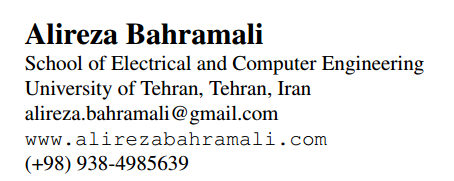 Alireza Bahramali
School of Electrical and Computer Engineering
University of Tehran, Tehran, Iran
alireza.bahramali@gmail.com
www.alirezabahramali.com
(+98) 938-4985639